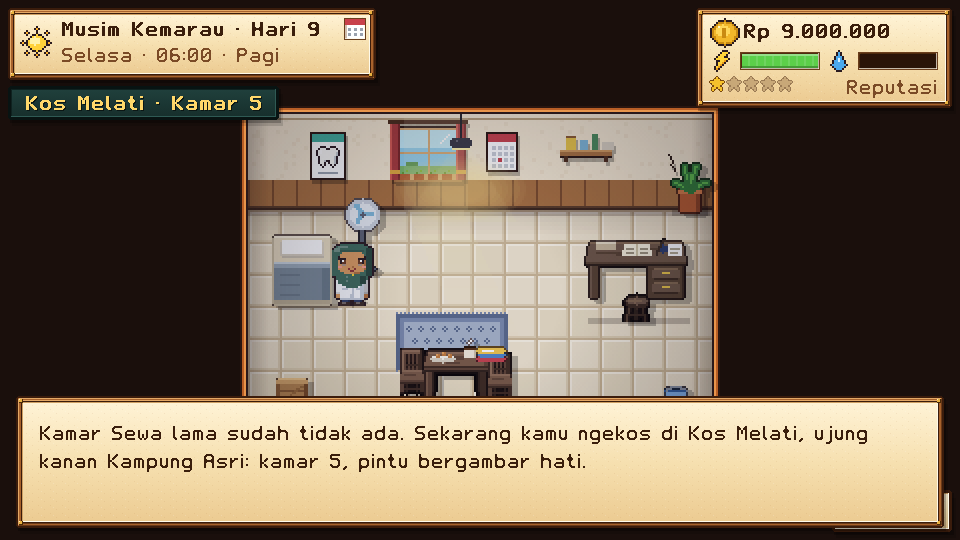 Musim Kemarau · Hari 9
Selasa · 06:00 · Pagi
Rp 9.000.000
Reputasi
Kos Melati · Kamar 5
Kamar Sewa lama sudah tidak ada. Sekarang kamu ngekos di Kos Melati, ujung
kanan Kampung Asri: kamar 5, pintu bergambar hati.